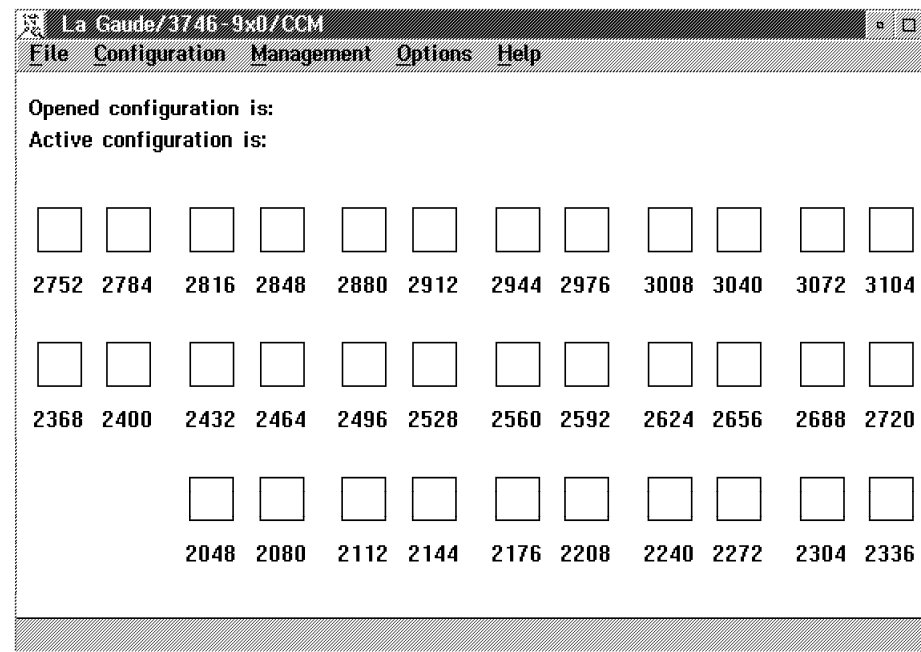 La Gaude/3746-9x0/CCM
File Configuration Management Options Help
Opened configuration is:
Active configuration is:
2752 2784 2816 2848 2880 2912 2944 2976 3008 3040 3072 3104
2368 2400 2432 2464 2496 2528 2560 2592 2624 2656 2688 2720
2048 2080 2112 2144 2176 2208 2240 2272 2304 2336